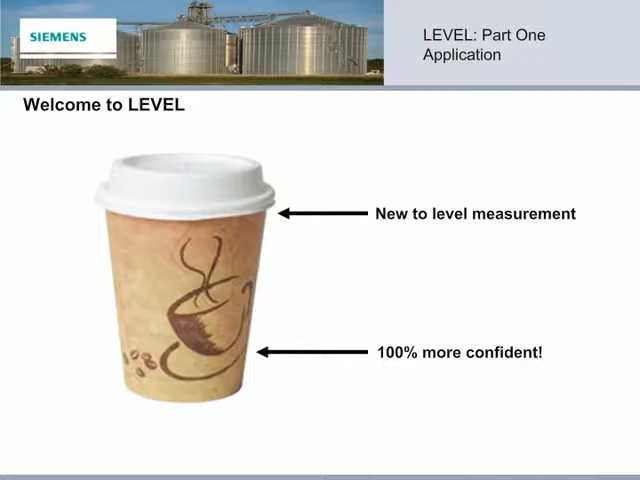 SIEMENS
LEVEL: Part One
Application
Welcome to LEVEL
New to level measurement
100% more confident!